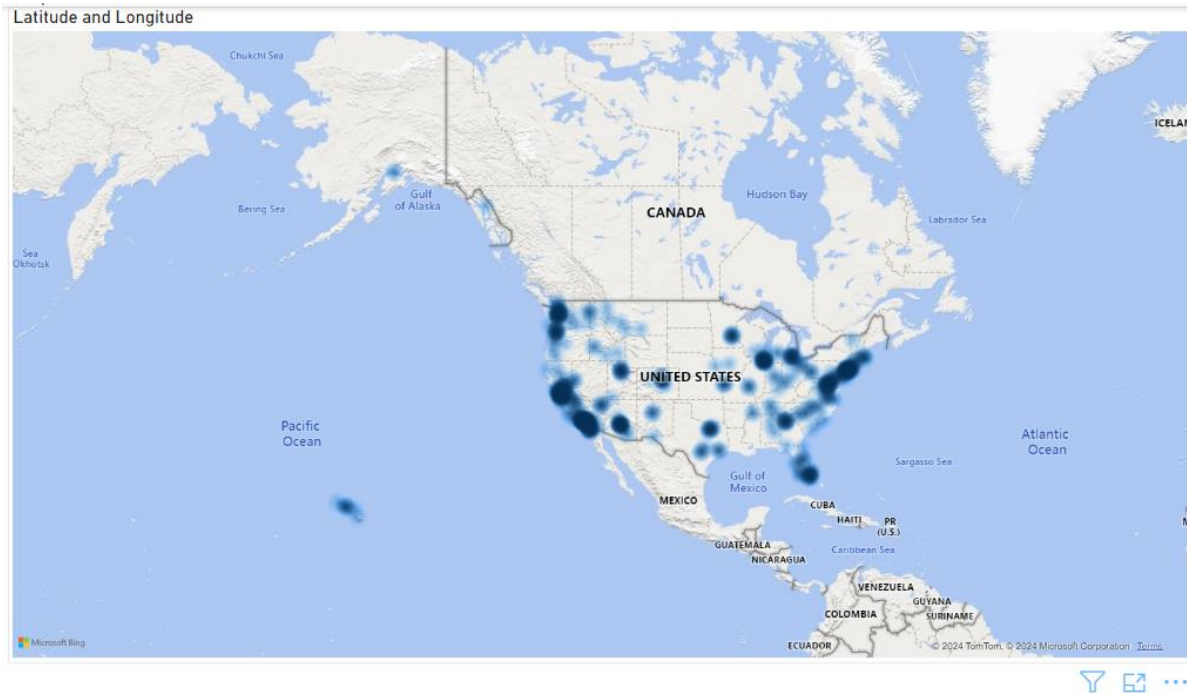 Latitude and Longitude
Chukchi Sea
ICELAN
Gulf
of Alaska
Hudson Bay
Bering Sea
CANADA
Labrador Sea
Sea
Okhotsk
UNITED STATES
Pacific
Ocean
Atlantic
Ocean
Sargasso Sea
Gulf of
Mexico
MEXICO
CUBA
HAITI
PR
(U.S.)
GUATEMALA
Caribbean Sea
NICARAGUA
VENEZUELA
GUYANA
COLOMBIA
SURINAME
ECUADOR
Microsoft Bing
© 2024 TomTom, © 2024 Microsoft Corporation Terms